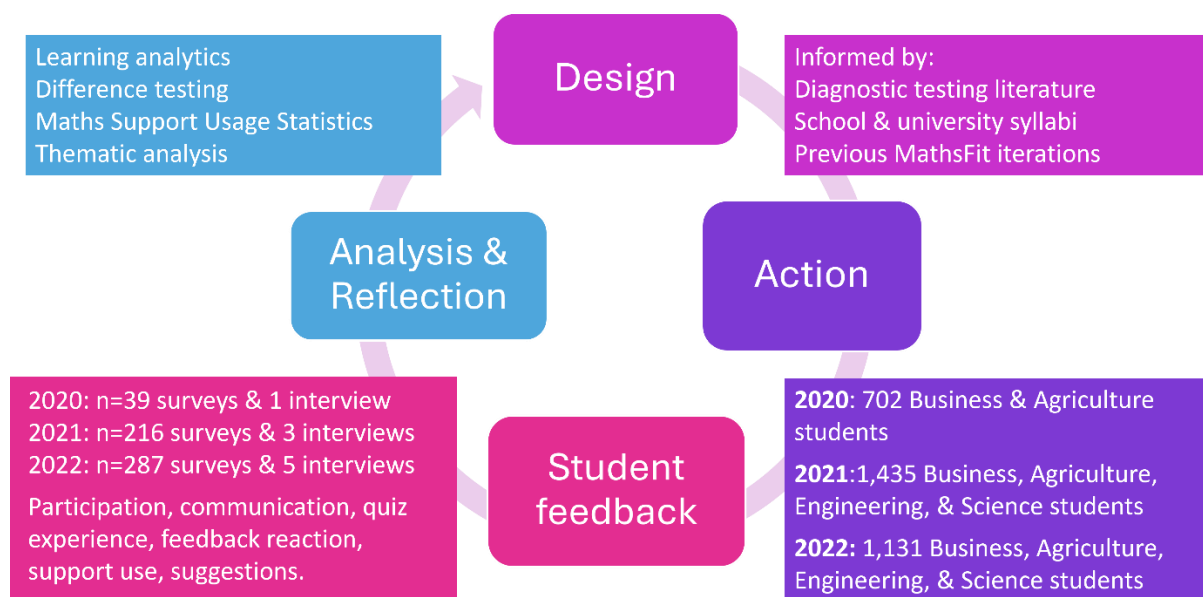 Learning analytics
Difference testing
Maths Support Usage Statistics
Thematic analysis
Design
Informed by:
Diagnostic testing literature
School & university syllabi
Previous MathsFit iterations
Analysis &
Reflection
Action
2020: n=39 surveys & 1 interview
2021: n=216 surveys & 3 interviews
2022: n=287 surveys & 5 interviews
Participation, communication, quiz
experience, feedback reaction,
support use, suggestions.
Student
feedback
2020: 702 Business & Agriculture
students
2021:1,435 Business, Agriculture,
Engineering, & Science students
2022: 1,131 Business, Agriculture,
Engineering, & Science students